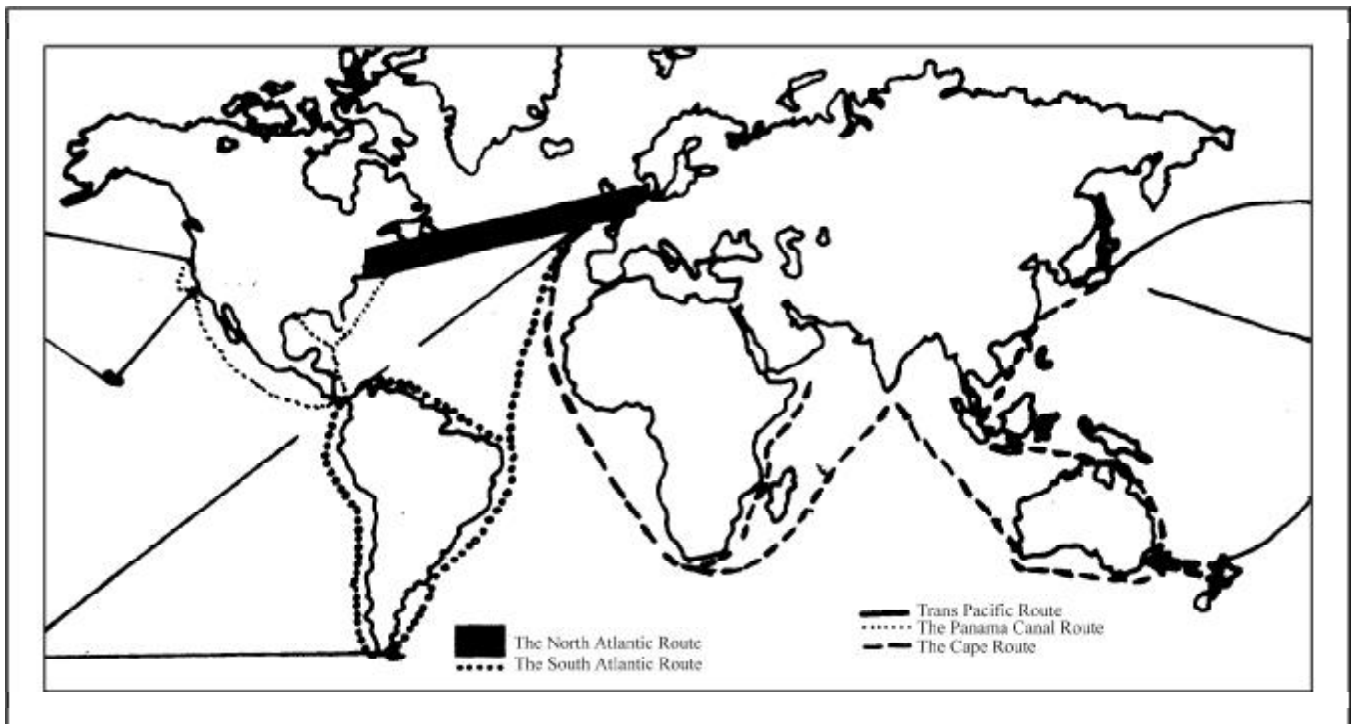 The North Atlantic Route
The South Atlantic Route
Trans Pacific Route
The Panama Canal Route
The Cape Route